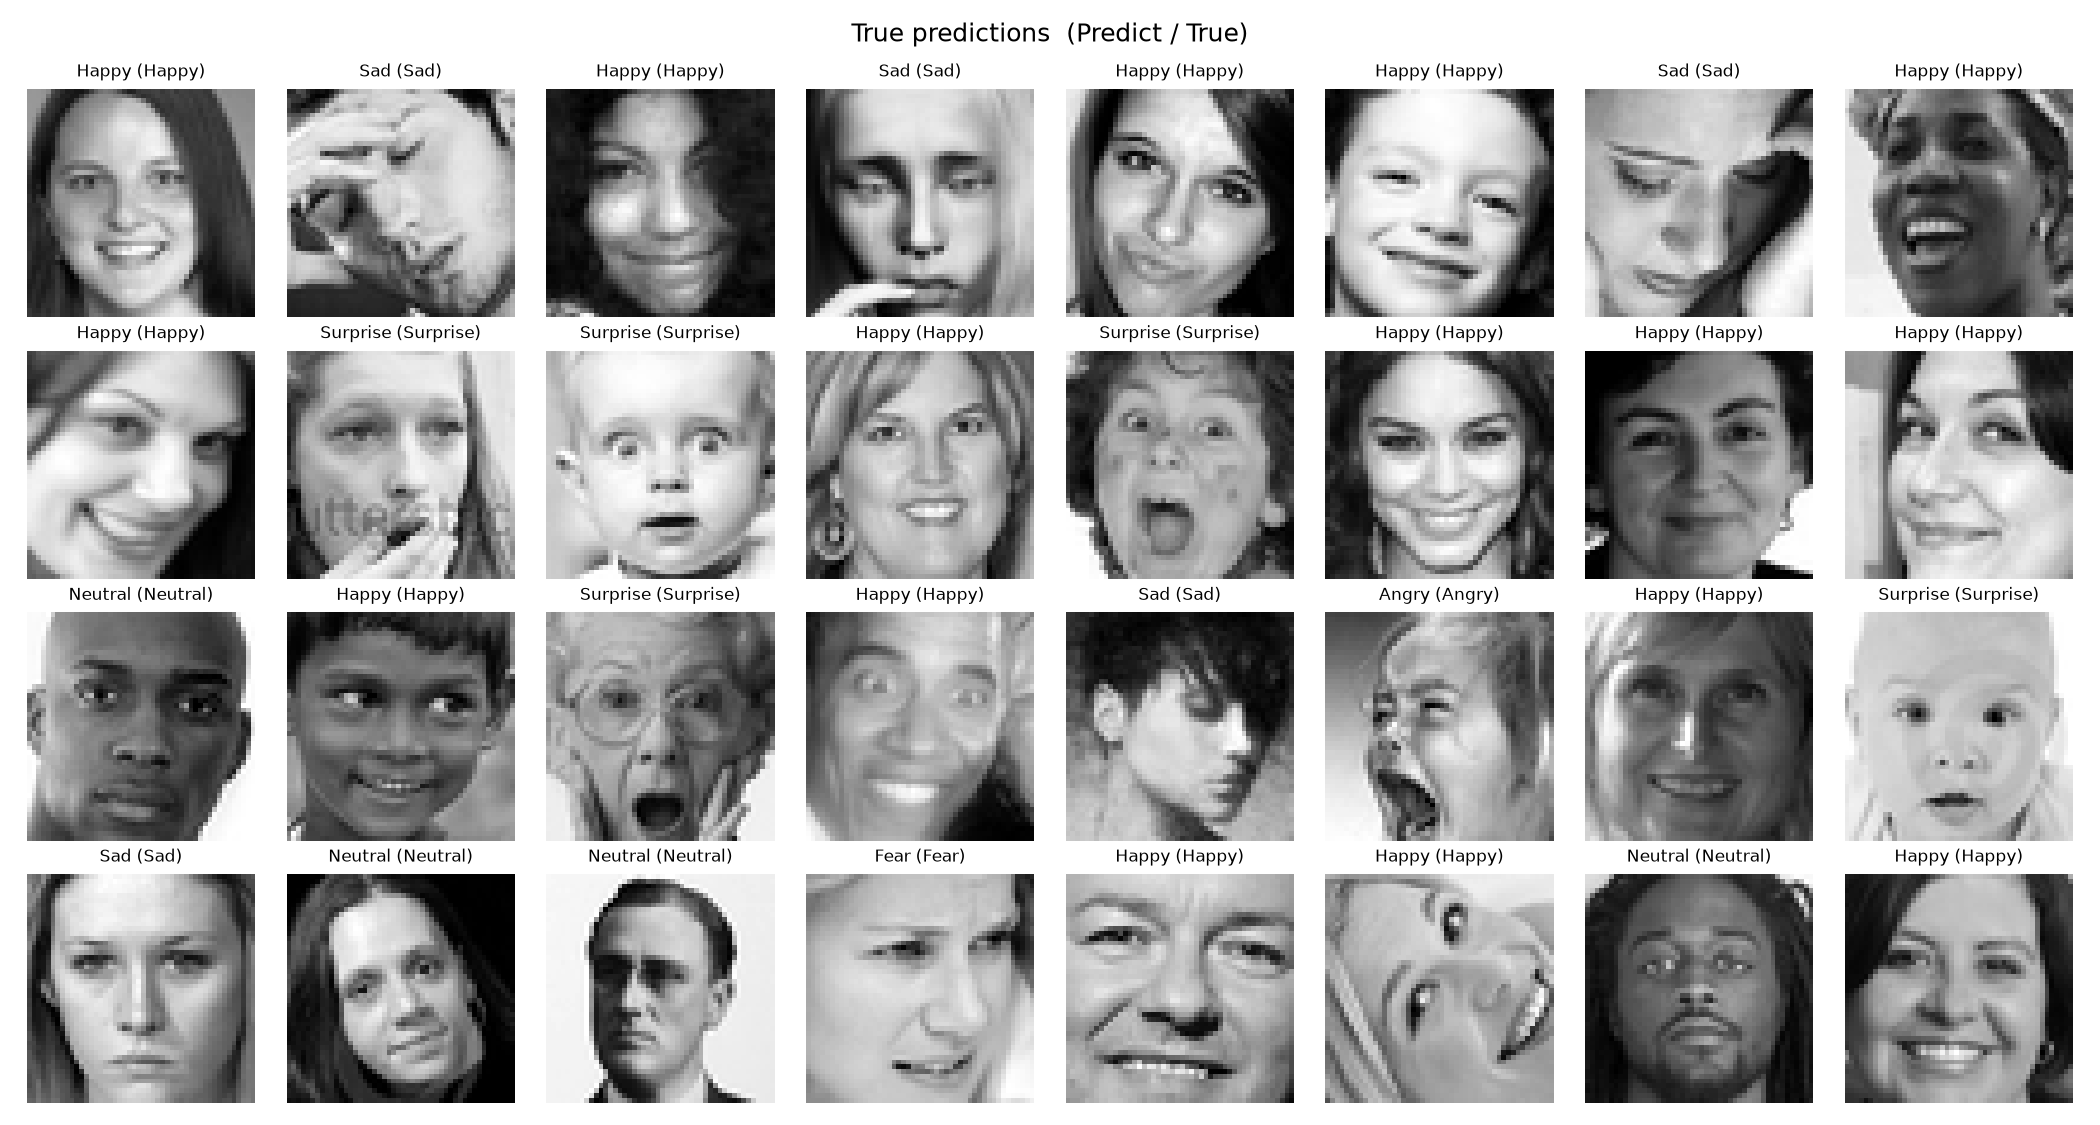 True predictions  (Predict / True)
Happy (Happy) Sad (Sad) Happy (Happy) Sad (Sad) Happy (Happy) Happy (Happy) Sad (Sad) Happy (Happy)
Happy (Happy) Surprise (Surprise) Surprise (Surprise) Happy (Happy) Surprise (Surprise) Happy (Happy) Happy (Happy) Happy (Happy)
Neutral (Neutral) Happy (Happy) Surprise (Surprise) Happy (Happy) Sad (Sad) Angry (Angry) Happy (Happy) Surprise (Surprise)
Sad (Sad) Neutral (Neutral) Neutral (Neutral) Fear (Fear) Happy (Happy) Happy (Happy) Neutral (Neutral) Happy (Happy)